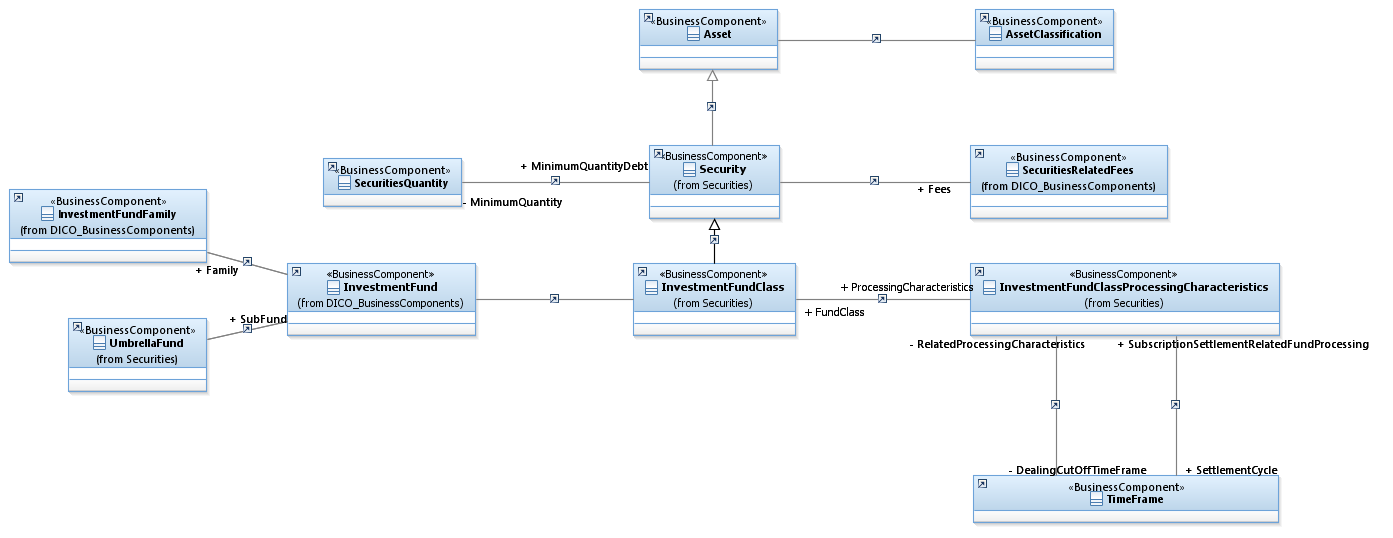 «BusinessComponent»
Asset
«BusinessComponent»
AssetClassification
«BusinessComponent»
SecuritiesQuantity
+ MinimumQuantityDebt
- MinimumQuantity
«BusinessComponent»
Security
(from Securities)
+ Fees
«BusinessComponent»
SecuritiesRelatedFees
(from DICO_BusinessComponents)
«BusinessComponent»
InvestmentFundFamily
(from DICO_BusinessComponents)
+ Family
«BusinessComponent»
InvestmentFund
(from DICO_BusinessComponents)
+ SubFund
«BusinessComponent»
UmbrellaFund
(from Securities)
«BusinessComponent»
InvestmentFundClass
(from Securities)
+ ProcessingCharacteristics
+ FundClass
«BusinessComponent»
InvestmentFundClassProcessingCharacteristics
(from Securities)
- RelatedProcessingCharacteristics
+ SubscriptionSettlementRelatedFundProcessing
- DealingCutOffTimeFrame
+ SettlementCycle
«BusinessComponent»
TimeFrame